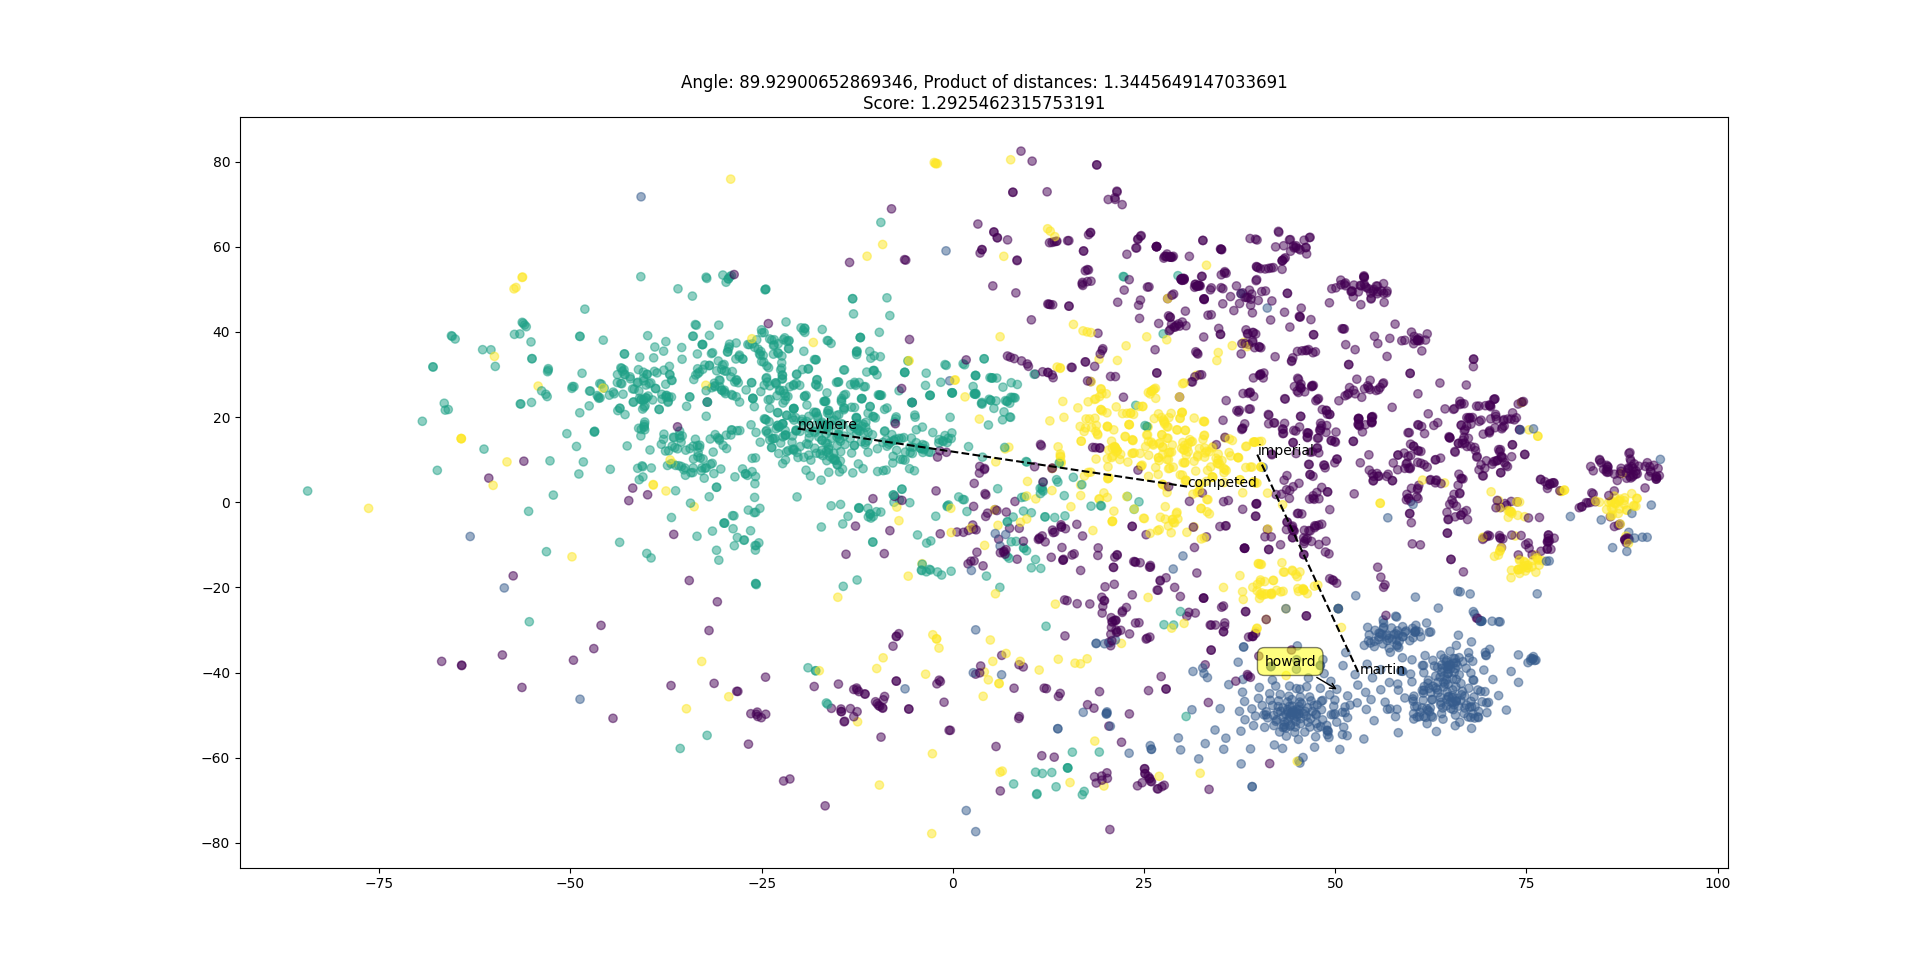 Angle: 89.92900652869346, Product of distances: 1.3445649147033691
Score: 1.2925462315753191
80
60
40
20
0
−20
−40
−60
−80
nowhere
imperial
competed
howard
martin
−75
−50
−25
0
25
50
75
100